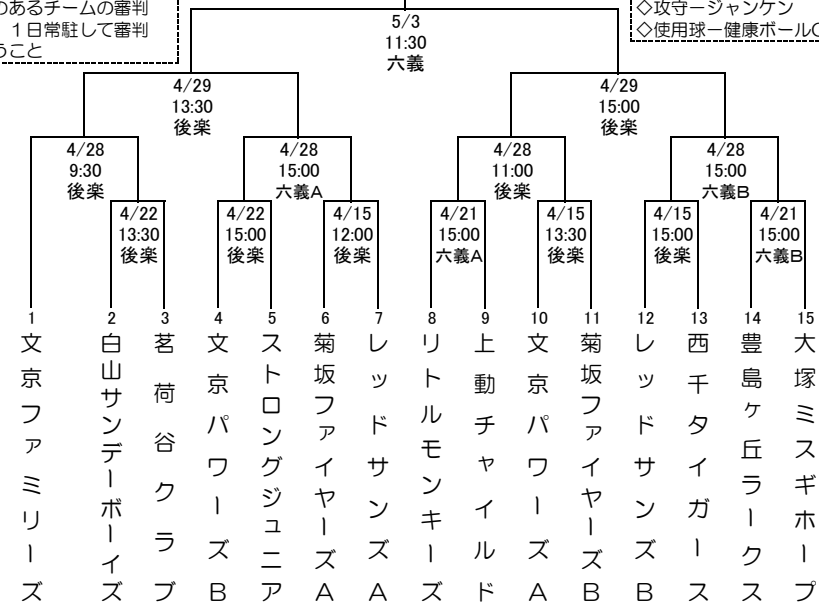 のあるチームの審判
1日常駐して審判
うこと
◇攻守ージャンケン
◇使用球ー健康ボールC
5/3
11:30
六義
4/29
13:30
後楽
4/29
15:00
後楽
4/28
9:30
後楽
4/28
15:00
六義A
4/28
11:00
後楽
4/28
15:00
六義B
4/22
13:30
後楽
4/22
15:00
後楽
4/15
12:00
後楽
4/21
15:00
六義A
4/15
13:30
後楽
4/15
15:00
後楽
4/21
15:00
六義B
1
文京ファミリーズ
2
白山サンデーボーイズ
3
茗荷谷クラブ
4
文京パワーズB
5
ストロングジュニア
6
菊坂ファイヤーズA
7
レッドサンズA
8
リトルモンキーズ
9
上動チャイルド
10
文京パワーズA
11
菊坂ファイヤーズB
12
レッドサンズB
13
西千タイガース
14
豊島ヶ丘ラークス
15
大塚ミスギホープ